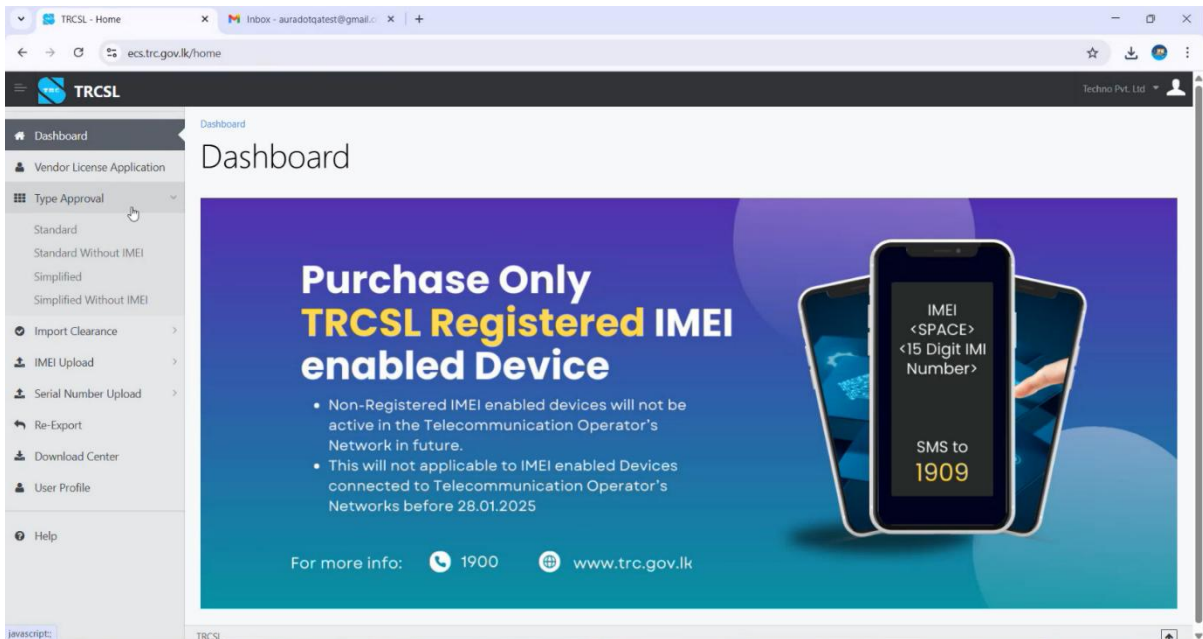 TRCSL - Home
Inbox - auradotqatest@gmail.c
ecs.trc.gov.lk/home
TRC
TRCSL
Techno Pvt. Ltd
Dashboard
Vendor License Application
Type Approval
Standard
Standard Without IMEI
Simplified
Simplified Without IMEI
Import Clearance
IMEI Upload
Serial Number Upload
Re-Export
Download Center
User Profile
Help
Dashboard
Dashboard
Purchase Only
TRCSL Registered IMEI
enabled Device
• Non-Registered IMEI enabled devices will not be
active in the Telecommunication Operator's
Network in future.
• This will not applicable to IMEI enabled Devices
connected to Telecommunication Operator's
Networks before 28.01.2025
For more info: 1900 www.trc.gov.lk
IMEI
<SPACE>
<15 Digit IMI
Number>
SMS to
1909
javascript:;
TRCSL